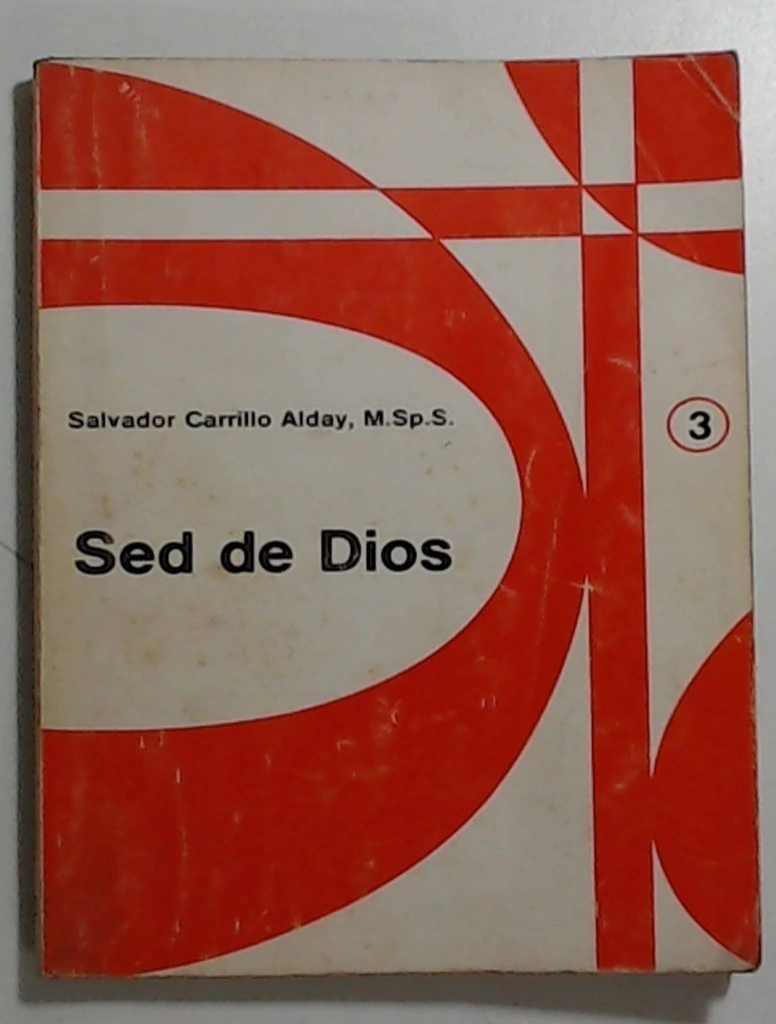 Salvador Carrillo Alday, M.Sp.S.
3
Sed de Dios